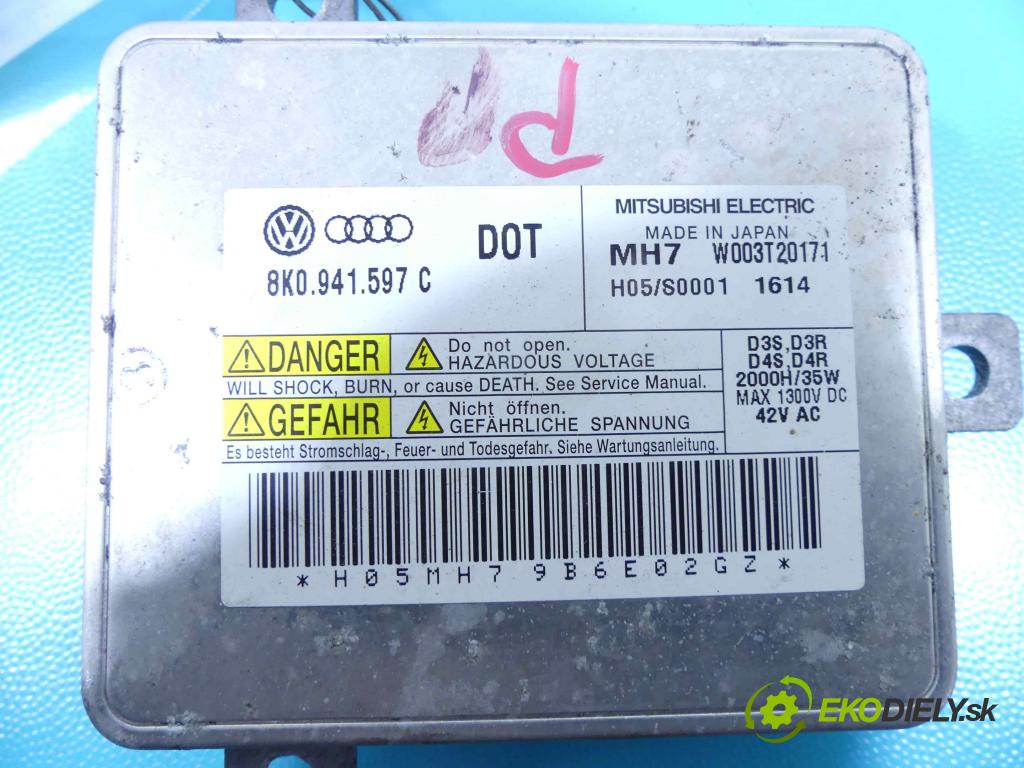 P
VW
DOT
8K0.941.597 C
MITSUBISHI ELECTRIC
MADE IN JAPAN
MH7 W003T20171
H05/S0001 1614
DANGER
Do not open.
HAZARDOUS VOLTAGE
WILL SHOCK, BURN, or cause DEATH. See Service Manual.
GEFAHR
Nicht öffnen.
GEFÄHRLICHE SPANNUNG
Es besteht Stromschlag-, Feuer- und Todesgefahr. Siehe Wartungsanleitung.
D3S,D3R
D4S,D4R
2000H/35W
MAX 1300V DC
42V AC
*H05MH79B6E02GZ*
EKODIELY.sk